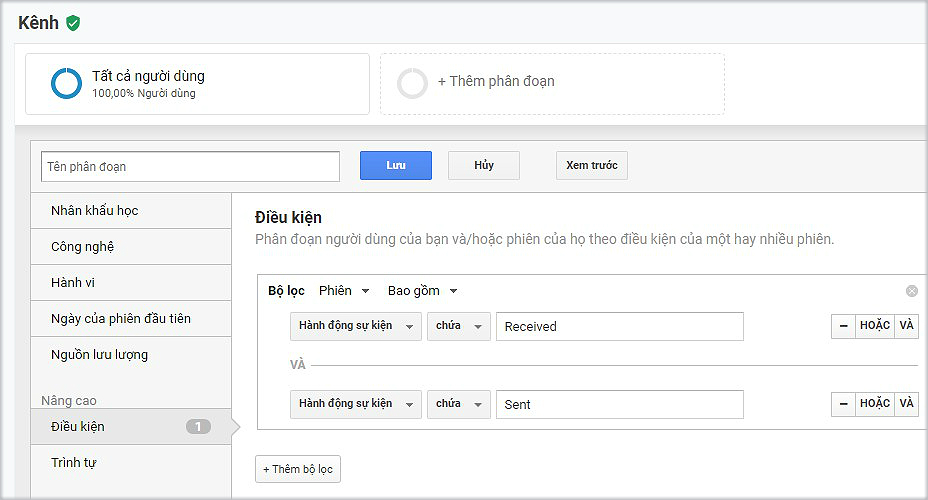 Kênh
Tất cả người dùng
100,00% Người dùng
+ Thêm phân đoạn
Tên phân đoạn
Lưu
Hủy
Xem trước
Nhân khẩu học
Công nghệ
Hành vi
Ngày của phiên đầu tiên
Nguồn lưu lượng
Nâng cao
Điều kiện 1
Trình tự
Điều kiện
Phân đoạn người dùng của bạn và/hoặc phiên của họ theo điều kiện của một hay nhiều phiên.
Bộ lọc Phiên Bao gồm
Hành động sự kiện chứa Received – HOẶC VÀ
VÀ
Hành động sự kiện chứa Sent – HOẶC VÀ
+ Thêm bộ lọc